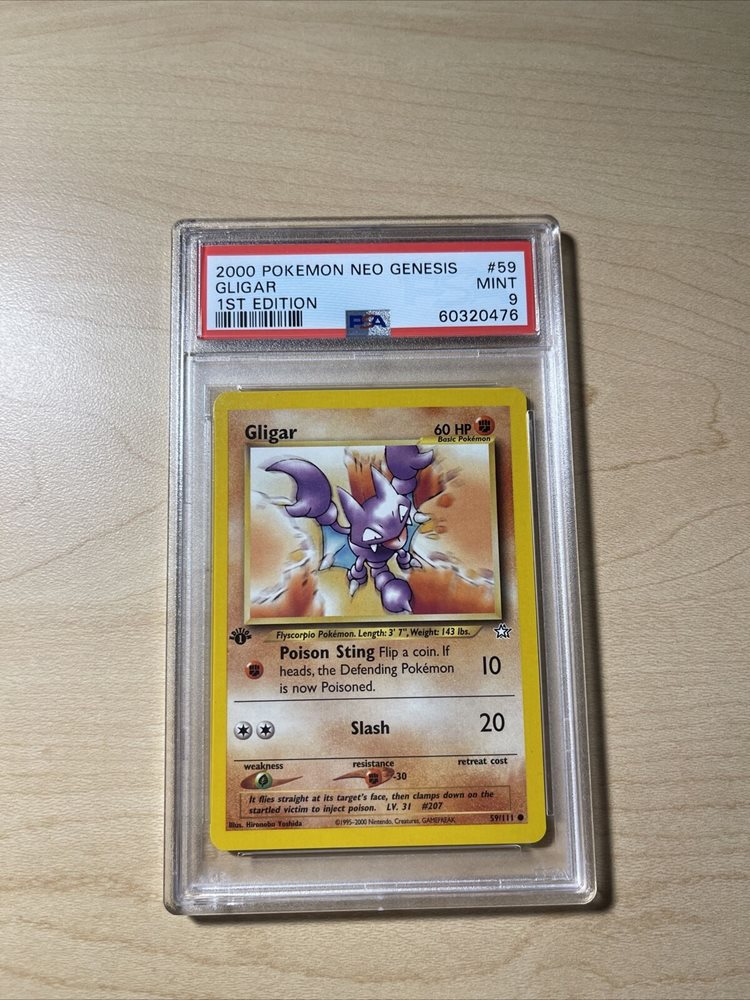 2000 POKEMON NEO GENESIS #59
GLIGAR MINT
1ST EDITION 9
PSA 60320476
Gligar 60 HP
Basic Pokémon
Flyscorpio Pokémon. Length: 3' 7", Weight: 143 lbs.
EDITION 1
Poison Sting Flip a coin. If
heads, the Defending Pokémon 10
is now Poisoned.
Slash 20
weakness resistance retreat cost
-30
It flies straight at its target's face, then clamps down on the
startled victim to inject poison. LV. 31 #207
Illus. Hironobu Yoshida ©1995-2000 Nintendo, Creatures, GAMEFREAK. 59/111